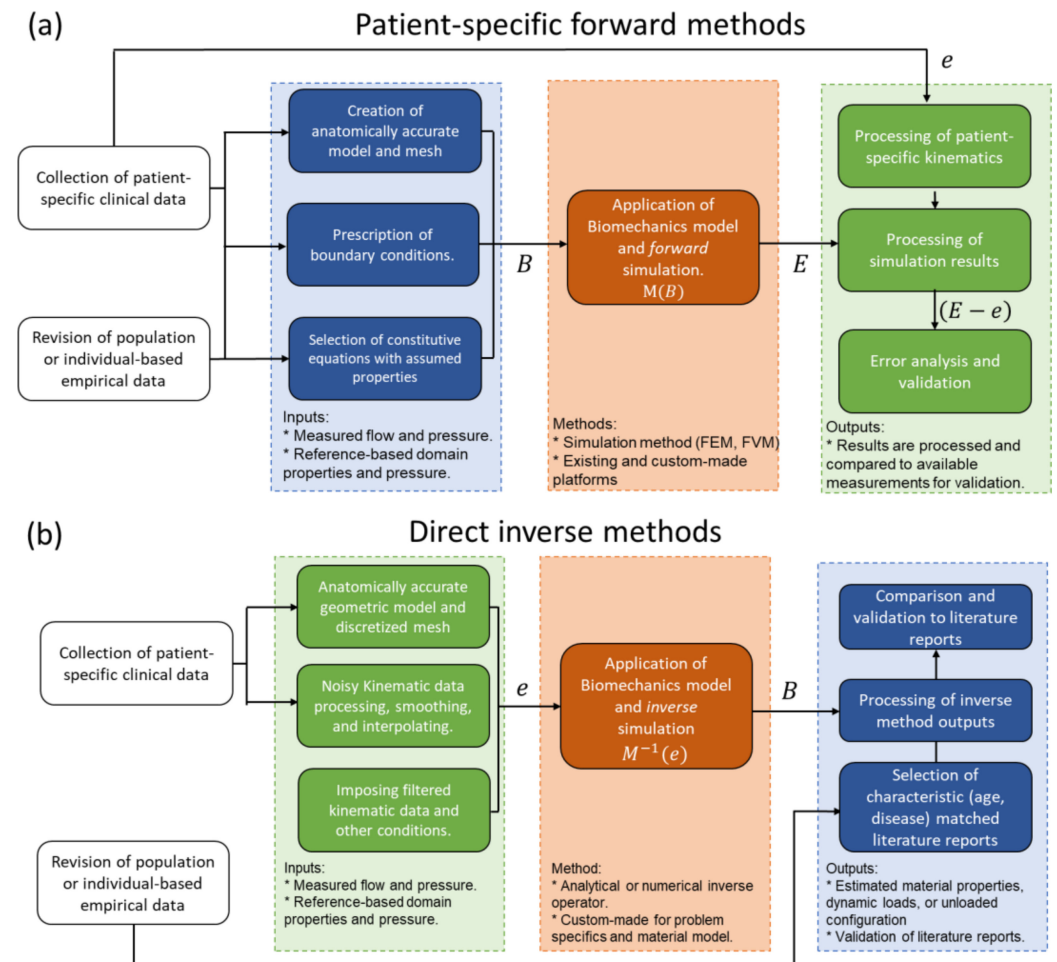 (a)
Patient-specific forward methods
e
Creation of
anatomically accurate
model and mesh
Processing of patient-
specific kinematics
Collection of patient-
specific clinical data
Application of
Biomechanics model
and forward
simulation.
M(B)
Prescription of
boundary conditions.
B
E
Processing of
simulation results
(E − e)
Revision of population
or individual-based
empirical data
Selection of constitutive
equations with assumed
properties
Error analysis and
validation
Inputs:
* Measured flow and pressure.
* Reference-based domain
properties and pressure.
Methods:
* Simulation method (FEM, FVM)
* Existing and custom-made
platforms
Outputs:
* Results are processed and
compared to available
measurements for validation.
(b)
Direct inverse methods
Anatomically accurate
geometric model and
discretized mesh
Comparison and
validation to literature
reports
Collection of patient-
specific clinical data
Noisy Kinematic data
processing, smoothing,
and interpolating.
e
Application of
Biomechanics model
and inverse
simulation
M⁻¹(e)
B
Processing of inverse
method outputs
Imposing filtered
kinematic data and
other conditions.
Selection of
characteristic (age,
disease) matched
literature reports
Revision of population
or individual-based
empirical data
Inputs:
* Measured flow and pressure.
* Reference-based domain
properties and pressure.
Method:
* Analytical or numerical inverse
operator.
* Custom-made for problem
specifics and material model.
Outputs:
* Estimated material properties,
dynamic loads, or unloaded
configuration
* Validation of literature reports.